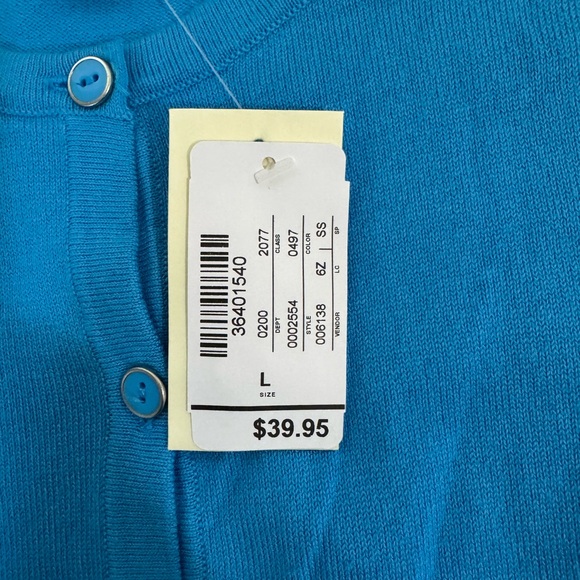 36401540
0200 2077
DEPT CLASS
0002554 0497
STYLE COLOR
006138 6Z SS
VENDOR LC SP
L
SIZE
$39.95